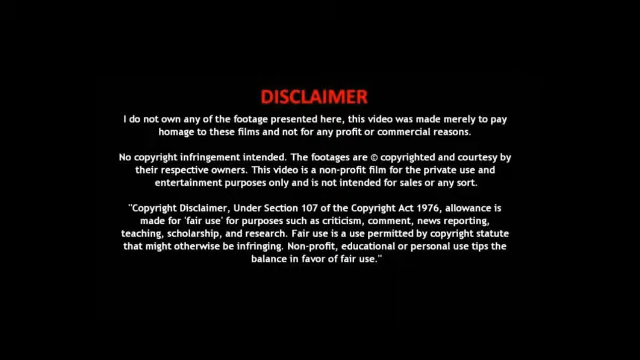 DISCLAIMER
I do not own any of the footage presented here, this video was made merely to pay
homage to these films and not for any profit or commercial reasons.
No copyright infringement intended. The footages are © copyrighted and courtesy by
their respective owners. This video is a non-profit film for the private use and
entertainment purposes only and is not intended for sales or any sort.
"Copyright Disclaimer, Under Section 107 of the Copyright Act 1976, allowance is
made for 'fair use' for purposes such as criticism, comment, news reporting,
teaching, scholarship, and research. Fair use is a use permitted by copyright statute
that might otherwise be infringing. Non-profit, educational or personal use tips the
balance in favor of fair use."